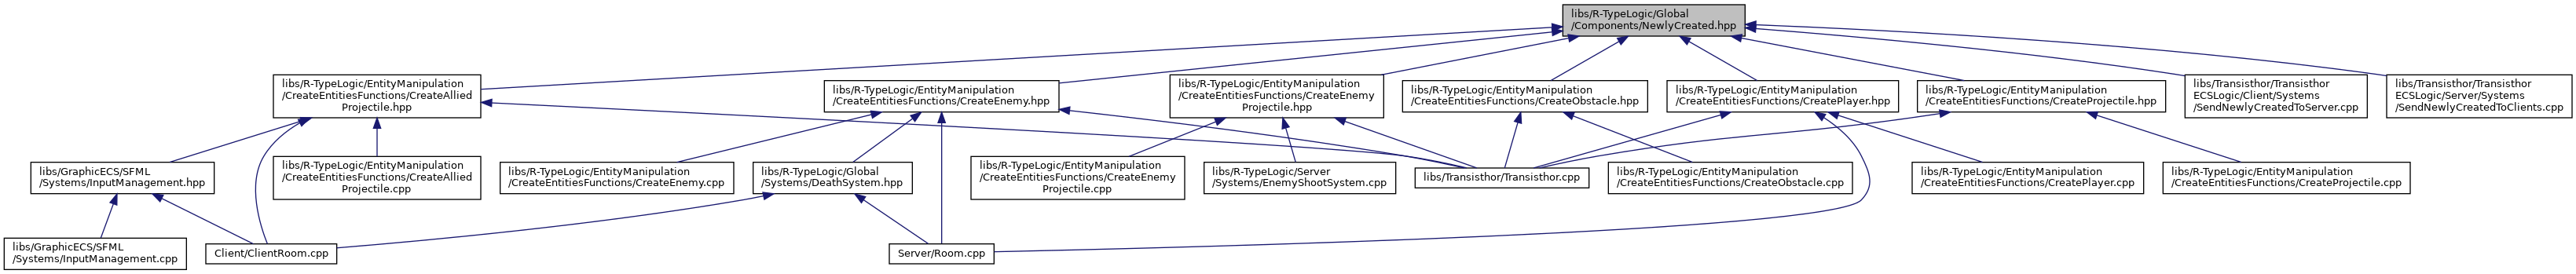 libs/R-TypeLogic/Global
/Components/NewlyCreated.hpp
libs/R-TypeLogic/EntityManipulation
/CreateEntitiesFunctions/CreateAllied
Projectile.hpp
libs/R-TypeLogic/EntityManipulation
/CreateEntitiesFunctions/CreateEnemy.hpp
libs/R-TypeLogic/EntityManipulation
/CreateEntitiesFunctions/CreateEnemy
Projectile.hpp
libs/R-TypeLogic/EntityManipulation
/CreateEntitiesFunctions/CreateObstacle.hpp
libs/R-TypeLogic/EntityManipulation
/CreateEntitiesFunctions/CreatePlayer.hpp
libs/R-TypeLogic/EntityManipulation
/CreateEntitiesFunctions/CreateProjectile.hpp
libs/Transisthor/Transisthor
ECSLogic/Client/Systems
/SendNewlyCreatedToServer.cpp
libs/Transisthor/Transisthor
ECSLogic/Server/Systems
/SendNewlyCreatedToClients.cpp
libs/GraphicECS/SFML
/Systems/InputManagement.hpp
libs/R-TypeLogic/EntityManipulation
/CreateEntitiesFunctions/CreateAllied
Projectile.cpp
libs/R-TypeLogic/EntityManipulation
/CreateEntitiesFunctions/CreateEnemy.cpp
libs/R-TypeLogic/Global
/Systems/DeathSystem.hpp
libs/R-TypeLogic/EntityManipulation
/CreateEntitiesFunctions/CreateEnemy
Projectile.cpp
libs/R-TypeLogic/Server
/Systems/EnemyShootSystem.cpp
libs/Transisthor/Transisthor.cpp
libs/R-TypeLogic/EntityManipulation
/CreateEntitiesFunctions/CreateObstacle.cpp
libs/R-TypeLogic/EntityManipulation
/CreateEntitiesFunctions/CreatePlayer.cpp
libs/R-TypeLogic/EntityManipulation
/CreateEntitiesFunctions/CreateProjectile.cpp
libs/GraphicECS/SFML
/Systems/InputManagement.cpp
Client/ClientRoom.cpp
Server/Room.cpp